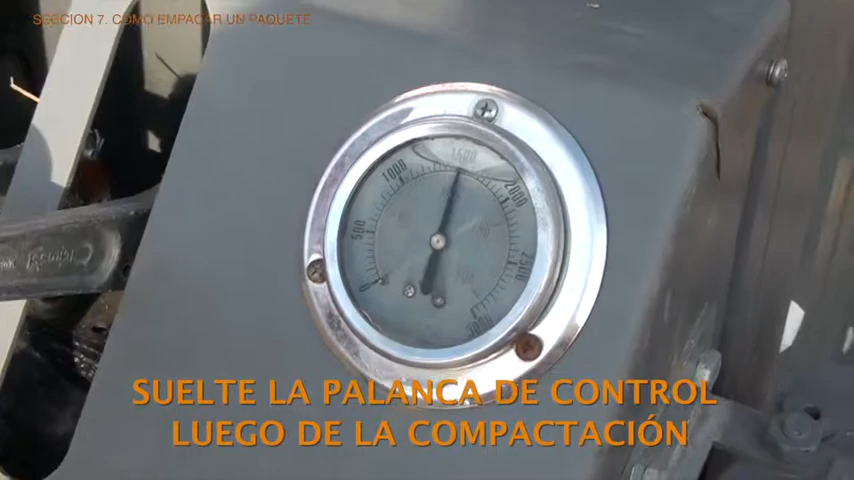 SECCION 7. COMO EMPACAR UN PAQUETE
1500
1000
2000
500
2500
0
SUELTE LA PALANCA DE CONTROL
LUEGO DE LA COMPACTACIÓN